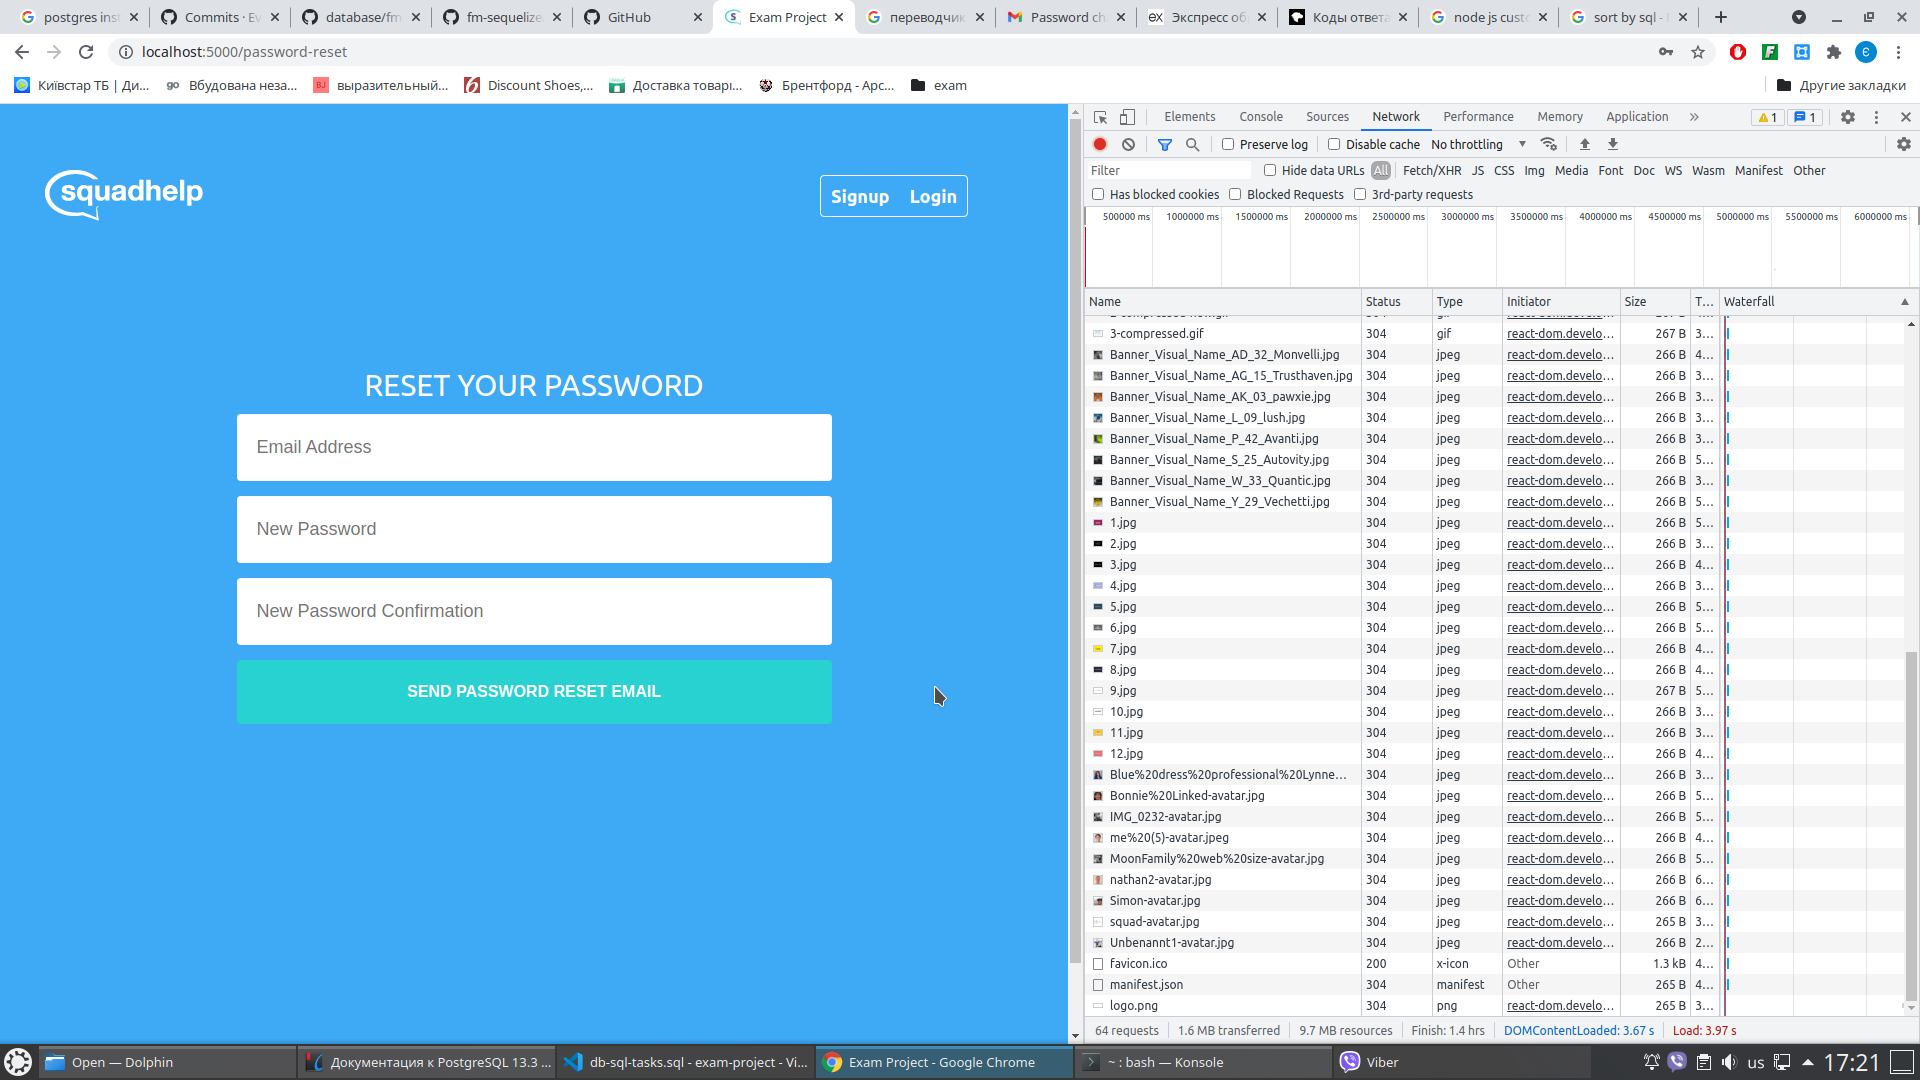 postgres inst
Commits · Ev
database/fm
fm-sequelize
GitHub
Exam Project
переводчик
Password ch
Экспресс об
Коды ответа
node js cust
sort by sql -
localhost:5000/password-reset
Київстар ТБ | Ди...
Вбудована неза...
выразительный...
Discount Shoes,...
Доставка товарі...
Брентфорд - Арс...
exam
Другие закладки
squadhelp
Signup Login
RESET YOUR PASSWORD
Email Address
New Password
New Password Confirmation
SEND PASSWORD RESET EMAIL
Elements Console Sources Network Performance Memory Application » 1 1
Preserve log Disable cache No throttling
Filter Hide data URLs All Fetch/XHR JS CSS Img Media Font Doc WS Wasm Manifest Other
Has blocked cookies Blocked Requests 3rd-party requests
500000 ms 1000000 ms 1500000 ms 2000000 ms 2500000 ms 3000000 ms 3500000 ms 4000000 ms 4500000 ms 5000000 ms 5500000 ms 6000000 ms
Name Status Type Initiator Size T... Waterfall
3-compressed.gif 304 gif react-dom.develo... 267 B 3...
Banner_Visual_Name_AD_32_Monvelli.jpg 304 jpeg react-dom.develo... 266 B 4...
Banner_Visual_Name_AG_15_Trusthaven.jpg 304 jpeg react-dom.develo... 266 B 3...
Banner_Visual_Name_AK_03_pawxie.jpg 304 jpeg react-dom.develo... 266 B 3...
Banner_Visual_Name_L_09_lush.jpg 304 jpeg react-dom.develo... 266 B 3...
Banner_Visual_Name_P_42_Avanti.jpg 304 jpeg react-dom.develo... 266 B 3...
Banner_Visual_Name_S_25_Autovity.jpg 304 jpeg react-dom.develo... 266 B 5...
Banner_Visual_Name_W_33_Quantic.jpg 304 jpeg react-dom.develo... 266 B 3...
Banner_Visual_Name_Y_29_Vechetti.jpg 304 jpeg react-dom.develo... 266 B 5...
1.jpg 304 jpeg react-dom.develo... 266 B 5...
2.jpg 304 jpeg react-dom.develo... 266 B 3...
3.jpg 304 jpeg react-dom.develo... 266 B 4...
4.jpg 304 jpeg react-dom.develo... 266 B 3...
5.jpg 304 jpeg react-dom.develo... 266 B 5...
6.jpg 304 jpeg react-dom.develo... 266 B 5...
7.jpg 304 jpeg react-dom.develo... 266 B 4...
8.jpg 304 jpeg react-dom.develo... 266 B 4...
9.jpg 304 jpeg react-dom.develo... 267 B 5...
10.jpg 304 jpeg react-dom.develo... 266 B 3...
11.jpg 304 jpeg react-dom.develo... 266 B 3...
12.jpg 304 jpeg react-dom.develo... 266 B 4...
Blue%20dress%20professional%20Lynne... 304 jpeg react-dom.develo... 266 B 3...
Bonnie%20Linked-avatar.jpg 304 jpeg react-dom.develo... 266 B 5...
IMG_0232-avatar.jpg 304 jpeg react-dom.develo... 266 B 5...
me%20(5)-avatar.jpeg 304 jpeg react-dom.develo... 266 B 4...
MoonFamily%20web%20size-avatar.jpg 304 jpeg react-dom.develo... 266 B 5...
nathan2-avatar.jpg 304 jpeg react-dom.develo... 266 B 6...
Simon-avatar.jpg 304 jpeg react-dom.develo... 266 B 6...
squad-avatar.jpg 304 jpeg react-dom.develo... 265 B 3...
Unbenannt1-avatar.jpg 304 jpeg react-dom.develo... 266 B 2...
favicon.ico 200 x-icon Other 1.3 kB 4...
manifest.json 304 manifest Other 265 B 4...
logo.png 304 png react-dom.develo... 265 B 3...
64 requests 1.6 MB transferred 9.7 MB resources Finish: 1.4 hrs DOMContentLoaded: 3.67 s Load: 3.97 s
Open — Dolphin
Документация к PostgreSQL 13.3 ...
db-sql-tasks.sql - exam-project - Vi...
Exam Project - Google Chrome
~ : bash — Konsole
Viber
us 17:21